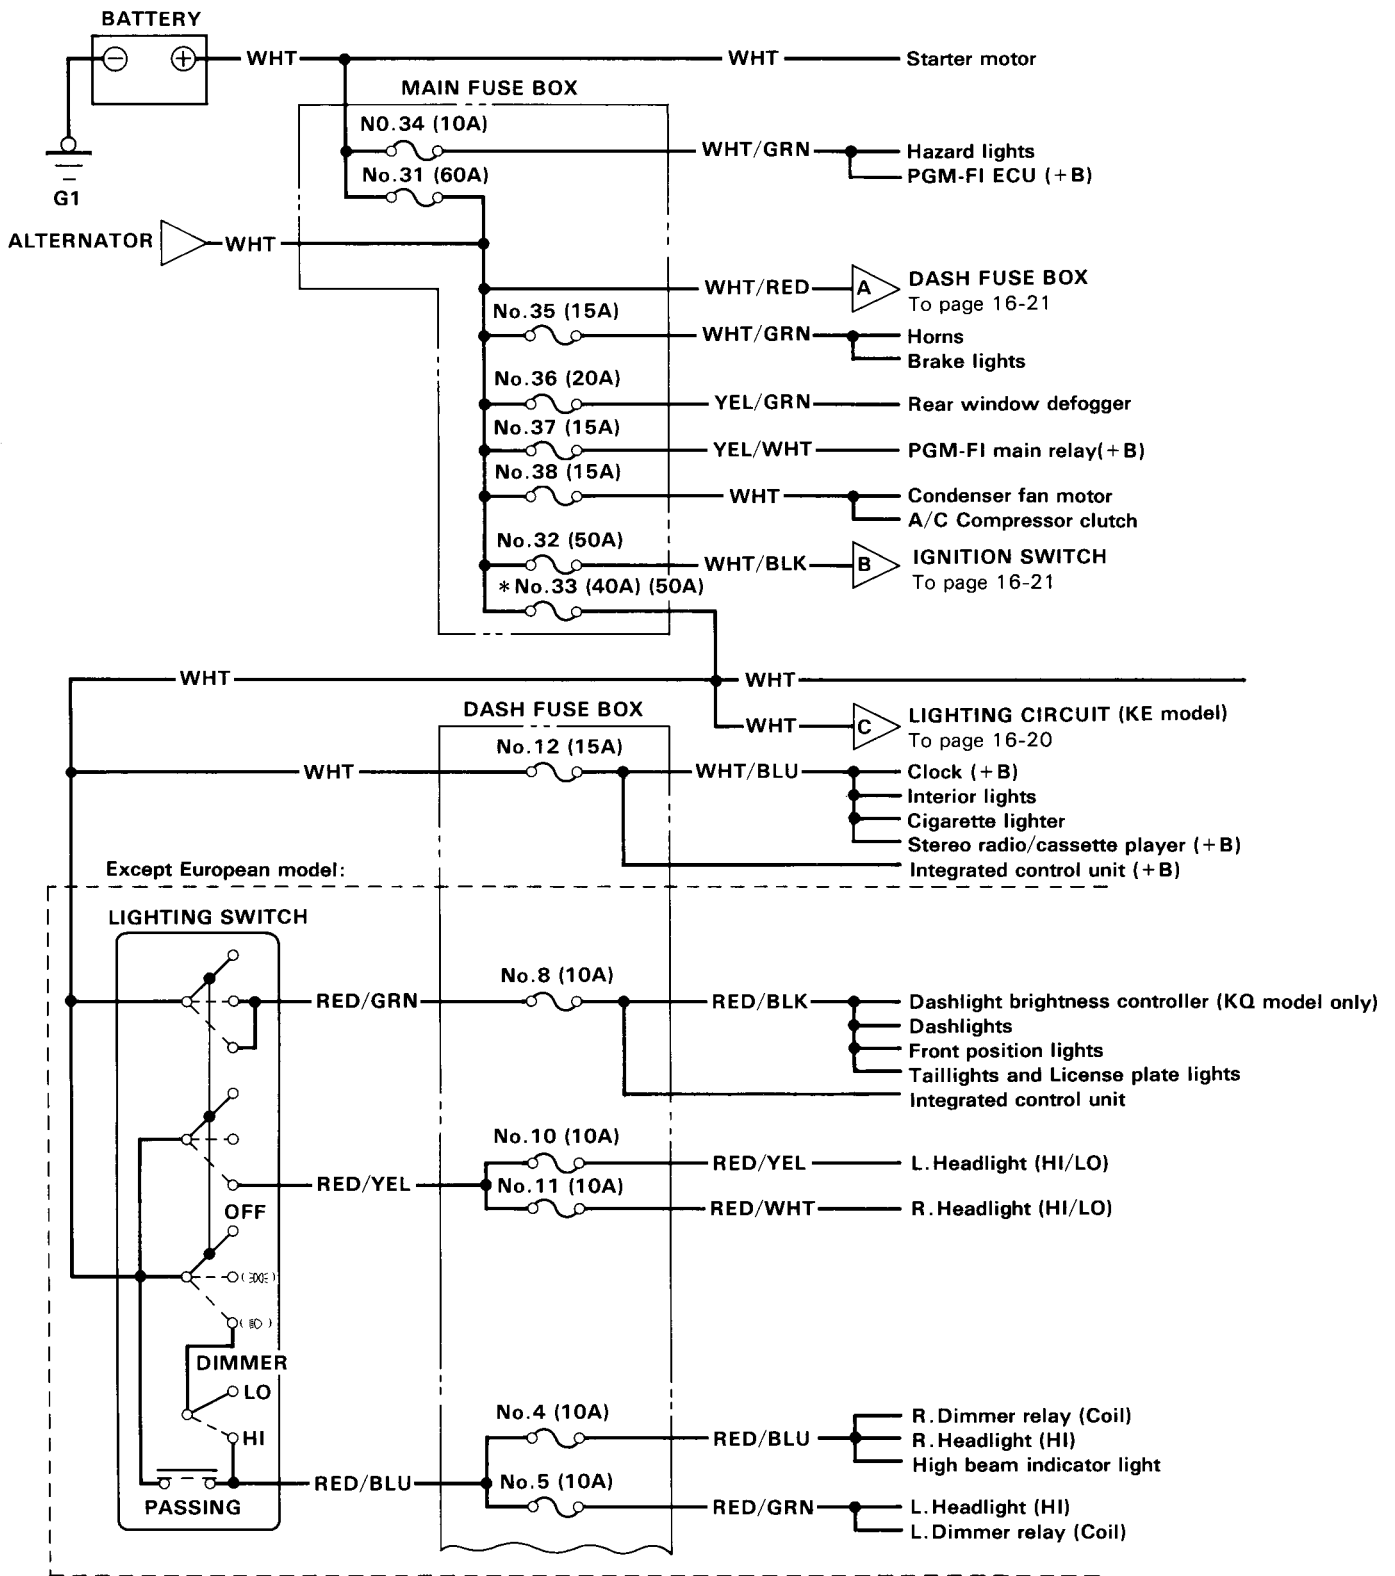 BATTERY
− + WHT WHT Starter motor
MAIN FUSE BOX
NO.34 (10A)
WHT/GRN Hazard lights
No.31 (60A) PGM-FI ECU (+B)
G1
ALTERNATOR WHT
WHT/RED A DASH FUSE BOX
To page 16-21
No.35 (15A)
WHT/GRN Horns
Brake lights
No.36 (20A)
YEL/GRN Rear window defogger
No.37 (15A)
YEL/WHT PGM-FI main relay(+B)
No.38 (15A)
WHT Condenser fan motor
A/C Compressor clutch
No.32 (50A)
WHT/BLK B IGNITION SWITCH
To page 16-21
*No.33 (40A) (50A)
WHT WHT
DASH FUSE BOX
WHT C LIGHTING CIRCUIT (KE model)
To page 16-20
No.12 (15A)
WHT WHT/BLU Clock (+B)
Interior lights
Cigarette lighter
Stereo radio/cassette player (+B)
Integrated control unit (+B)
Except European model:
LIGHTING SWITCH
No.8 (10A)
RED/GRN RED/BLK Dashlight brightness controller (KQ model only)
Dashlights
Front position lights
Taillights and License plate lights
Integrated control unit
No.10 (10A)
RED/YEL L.Headlight (HI/LO)
RED/YEL No.11 (10A)
RED/WHT R.Headlight (HI/LO)
OFF
DIMMER
LO
No.4 (10A)
R.Dimmer relay (Coil)
HI RED/BLU R.Headlight (HI)
High beam indicator light
RED/BLU No.5 (10A)
PASSING RED/GRN L.Headlight (HI)
L.Dimmer relay (Coil)